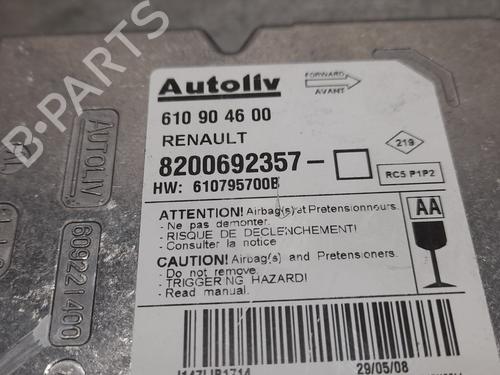 Autoliv
FORWARD
AVANT
610 90 46 00
RENAULT
219
8200692357-
RC5 P1P2
HW: 610795700B
ATTENTION! Airbag(s) et Pretensionneurs.
- Ne pas demonter.
- RISQUE DE DECLENCHEMENT!
- Consulter la notice
AA
CAUTION! Airbag(s) and Pretensioners.
- Do not remove.
- TRIGGERING HAZARD!
- Read manual.
29/05/08
AUTOLIV
609221400
B-PARTS